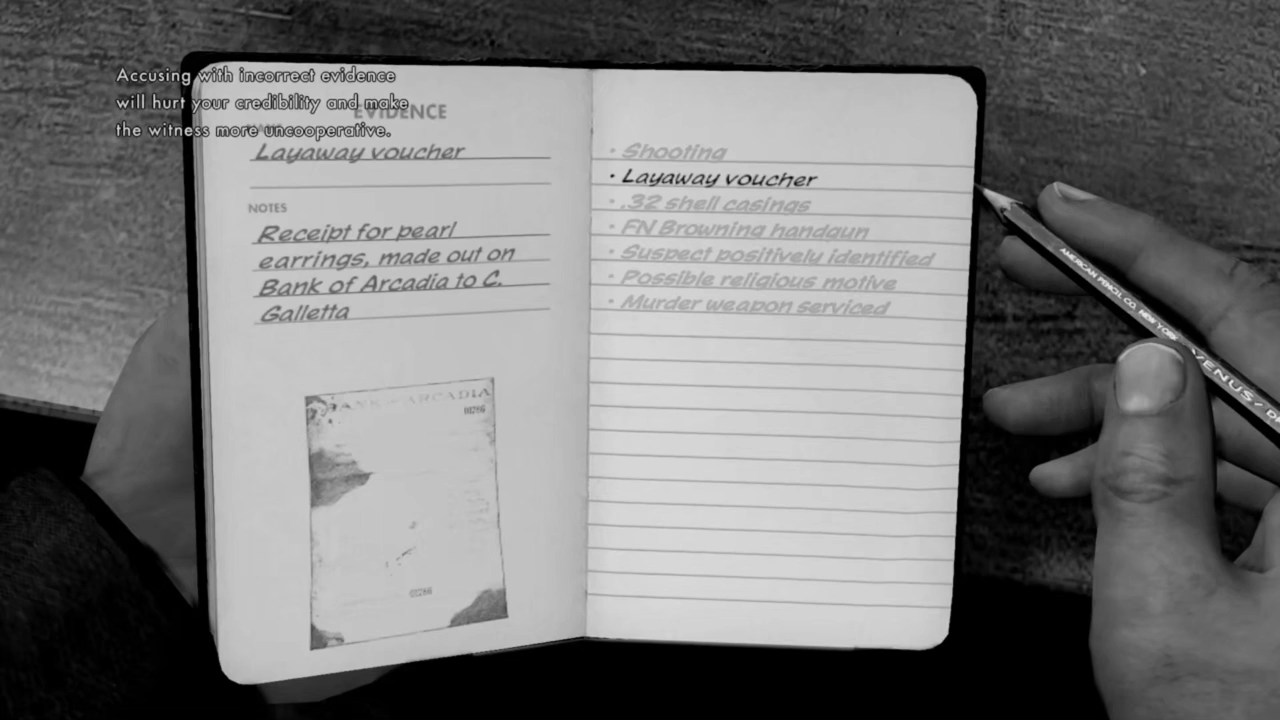 Accusing with incorrect evidence
will hurt your credibility and make
the witness more uncooperative.
EVIDENCE
Layaway voucher
NOTES
Receipt for pearl
earrings, made out on
Bank of Arcadia to C.
Galletta
BANK OF ARCADIA
01266
01266
• Shooting
• Layaway voucher
• .32 shell casings
• FN Browning handgun
• Suspect positively identified
• Possible religious motive
• Murder weapon serviced
AMERICAN PENCIL CO. NEW YORK VENUS